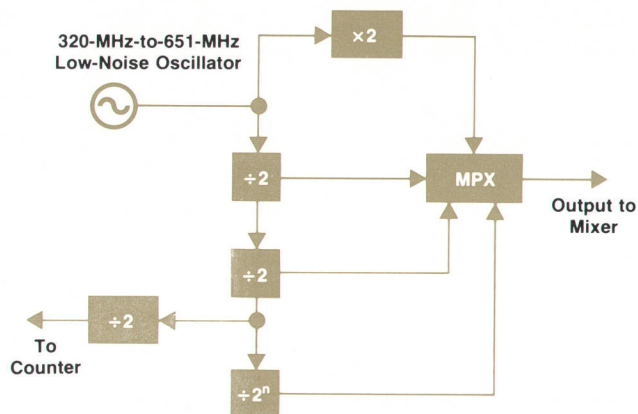 320-MHz-to-651-MHz
Low-Noise Oscillator
×2
÷2
MPX
Output to
Mixer
÷2
÷2
To
Counter
÷2ⁿ